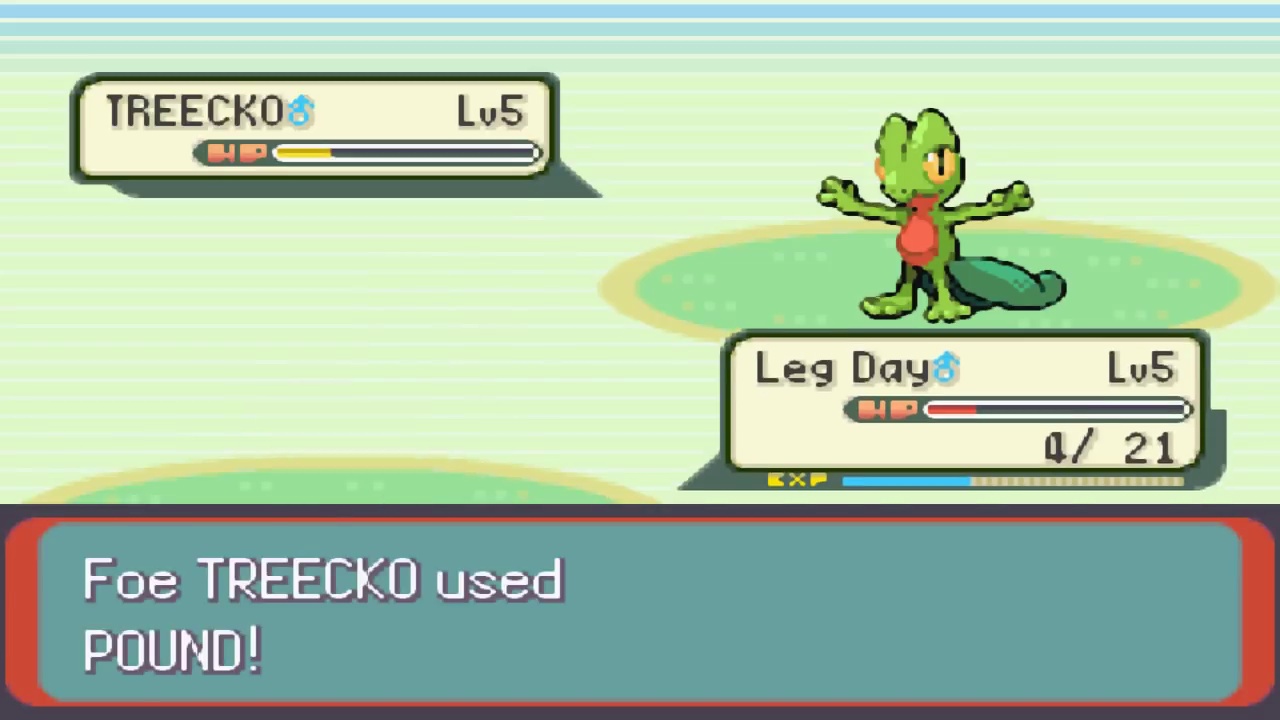 TREECKO♂ Lv5
HP
Leg Day♂ Lv5
HP
4/ 21
EXP
Foe TREECKO used
POUND!